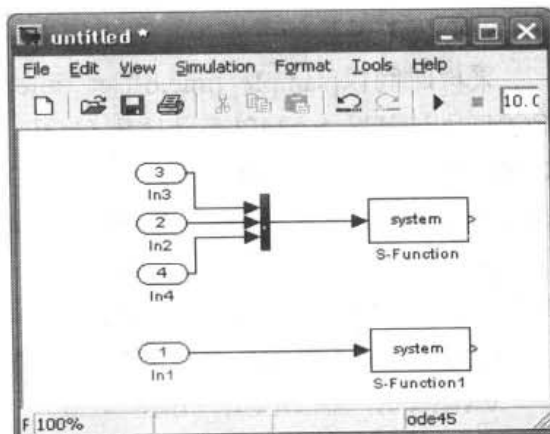 untitled *
File Edit View Simulation Format Tools Help
10.0
3
In3
2
In2
4
In4
system
S-Function
1
In1
system
S-Function1
F 100%
ode45